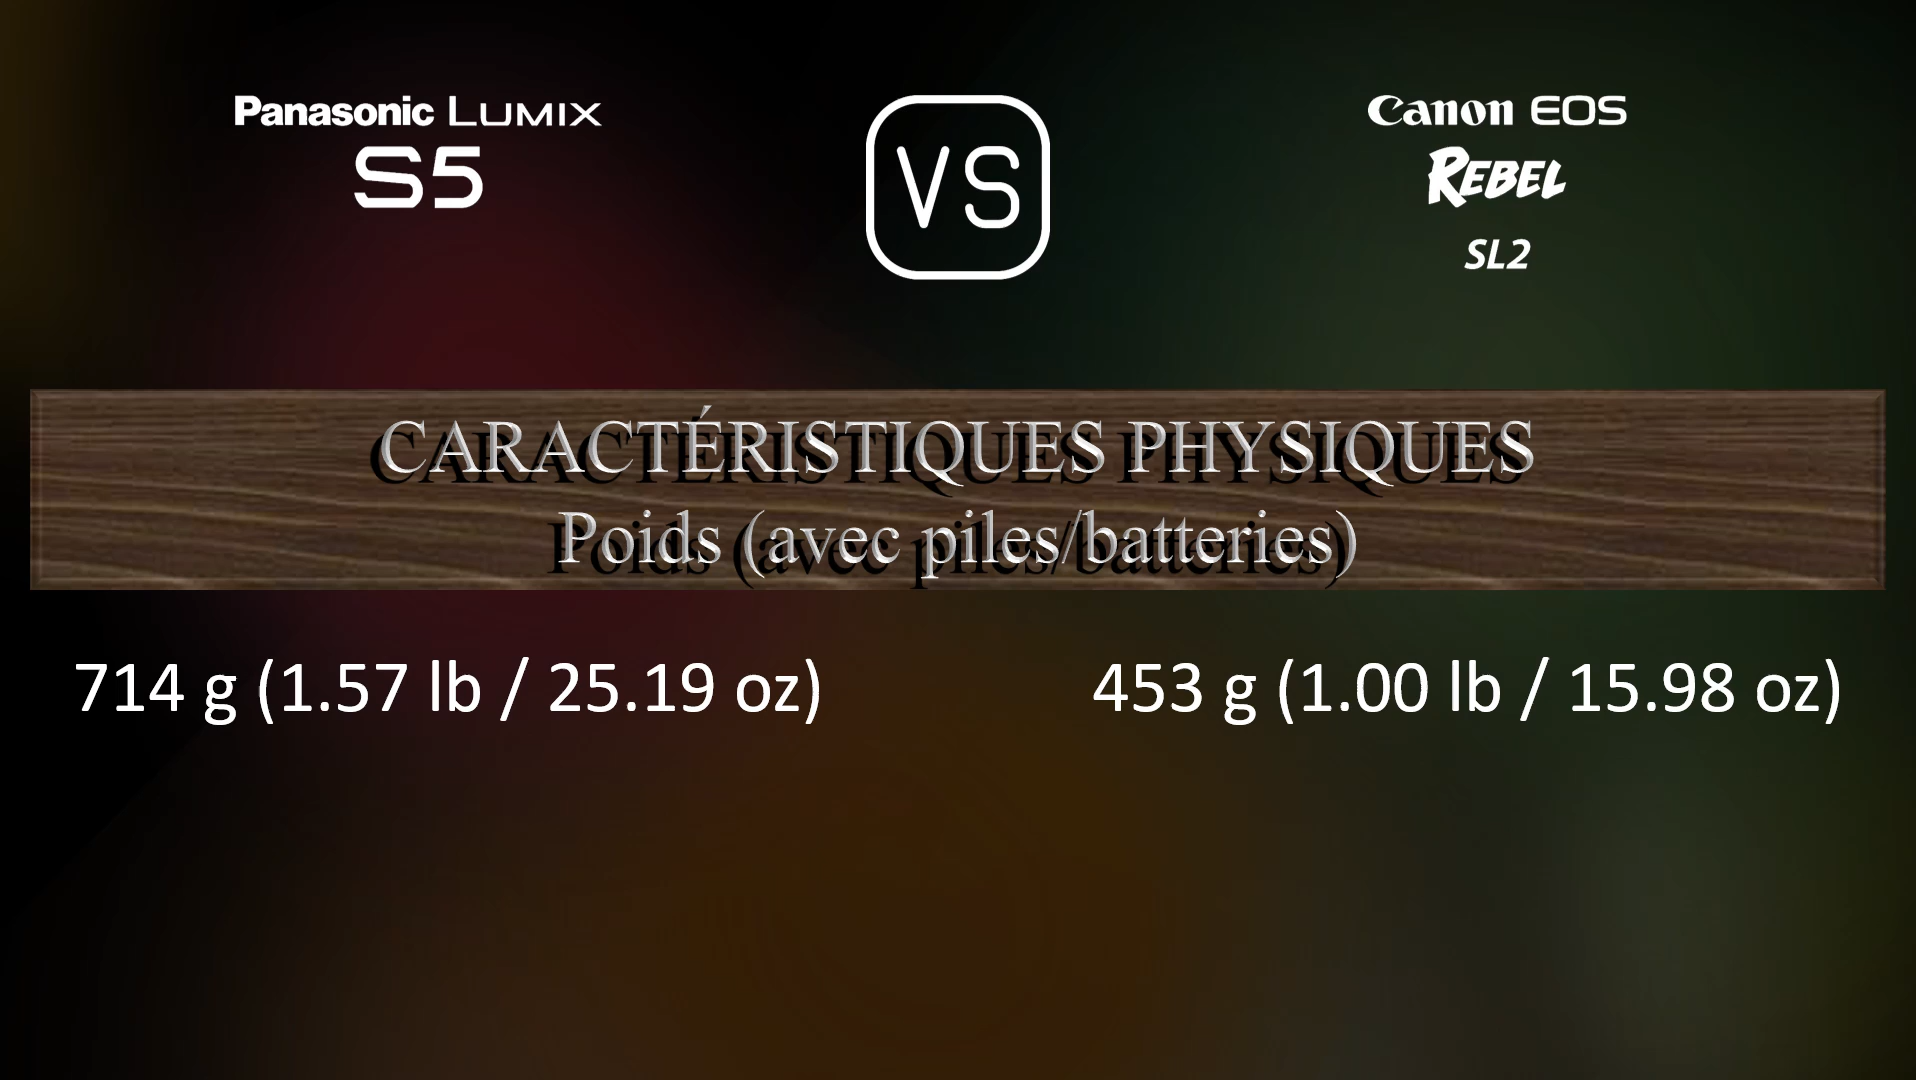 Panasonic LUMIX
S5
VS
Canon EOS
REBEL
SL2
CARACTÉRISTIQUES PHYSIQUES
Poids (avec piles/batteries)
714 g (1.57 lb / 25.19 oz)
453 g (1.00 lb / 15.98 oz)